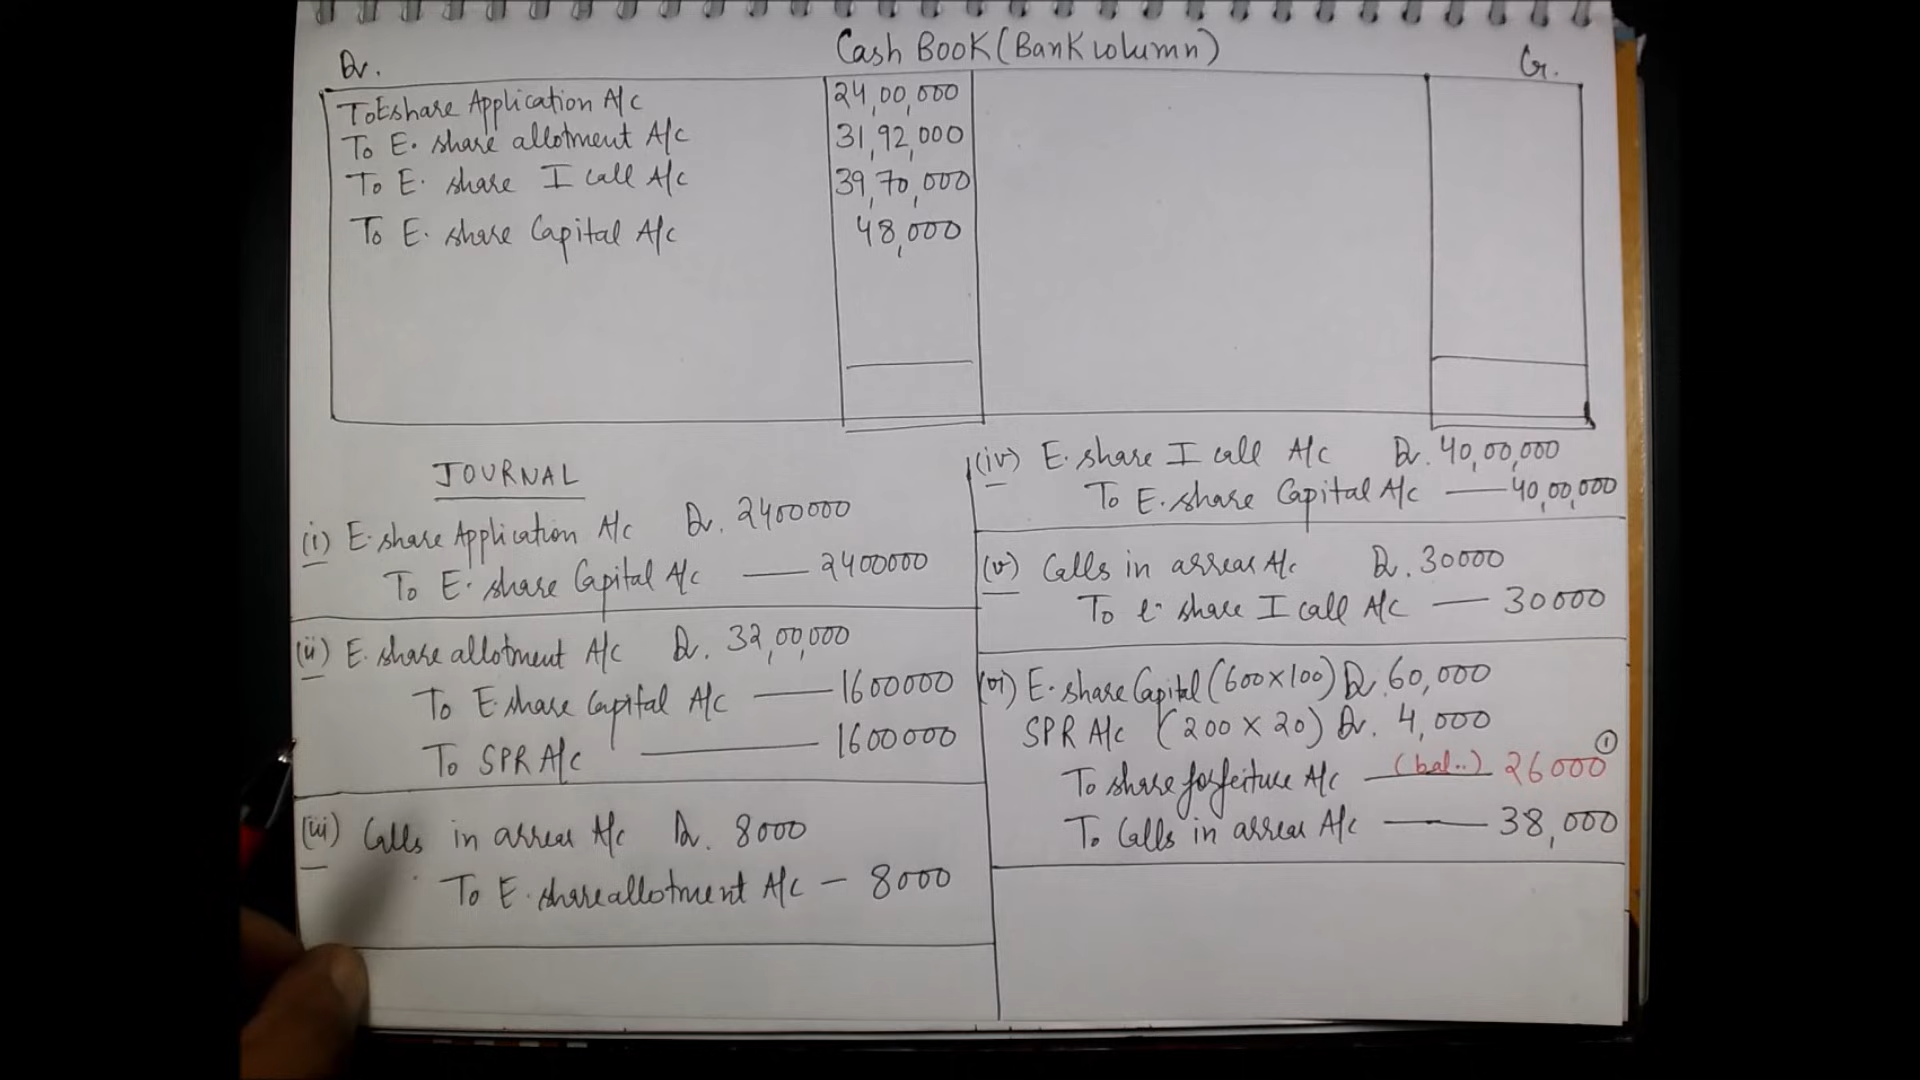 Cash Book (Bank column)
Dr. Cr.
To E share Application A/c 24,00,000
To E. share allotment A/c 31,92,000
To E. share I call A/c 39,70,000
To E. share Capital A/c 48,000
JOURNAL
(i) E. share Application A/c Dr. 2400000
To E. share Capital A/c — 2400000
(ii) E. share allotment A/c Dr. 32,00,000
To E. share Capital A/c — 1600000
To SPR A/c — 1600000
(iii) Calls in arrear A/c Dr. 8000
To E. share allotment A/c — 8000
(iv) E. share I call A/c Dr. 40,00,000
To E. share Capital A/c — 40,00,000
(v) Calls in arrear A/c Dr. 30000
To E. share I call A/c — 30000
(vi) E. share Capital (600 × 100) Dr. 60,000
SPR A/c (200 × 20) Dr. 4,000
To share forfeiture A/c — (bal..) 26000 ①
To Calls in arrear A/c — 38,000